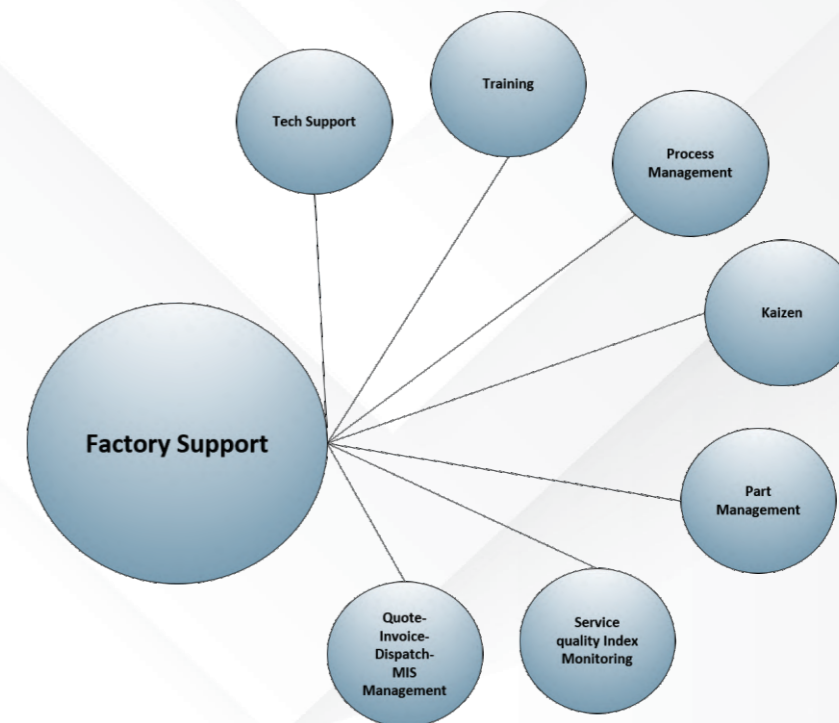 Tech Support
Training
Process
Management
Kaizen
Factory Support
Part
Management
Service
quality Index
Monitoring
Quote-
Invoice-
Dispatch-
MIS
Management